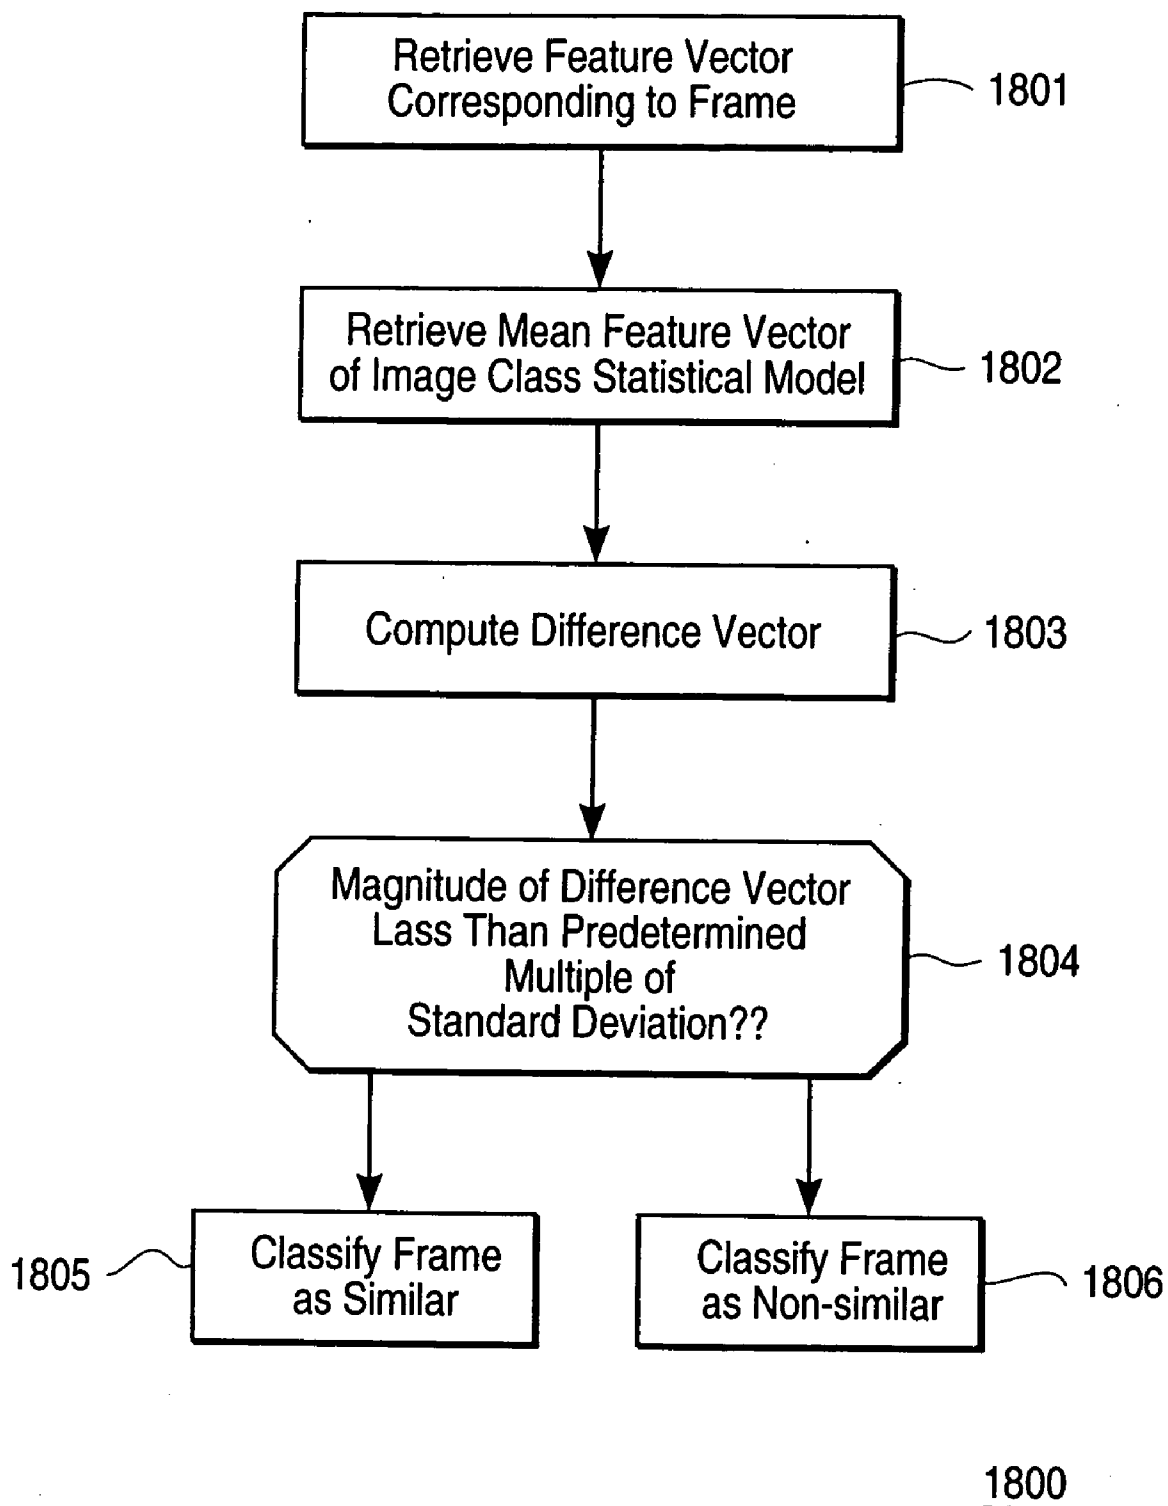 Retrieve Feature Vector
Corresponding to Frame
1801
Retrieve Mean Feature Vector
of Image Class Statistical Model
1802
Compute Difference Vector
1803
Magnitude of Difference Vector
Lass Than Predetermined
Multiple of
Standard Deviation??
1804
1805
Classify Frame
as Similar
Classify Frame
as Non-similar
1806
1800